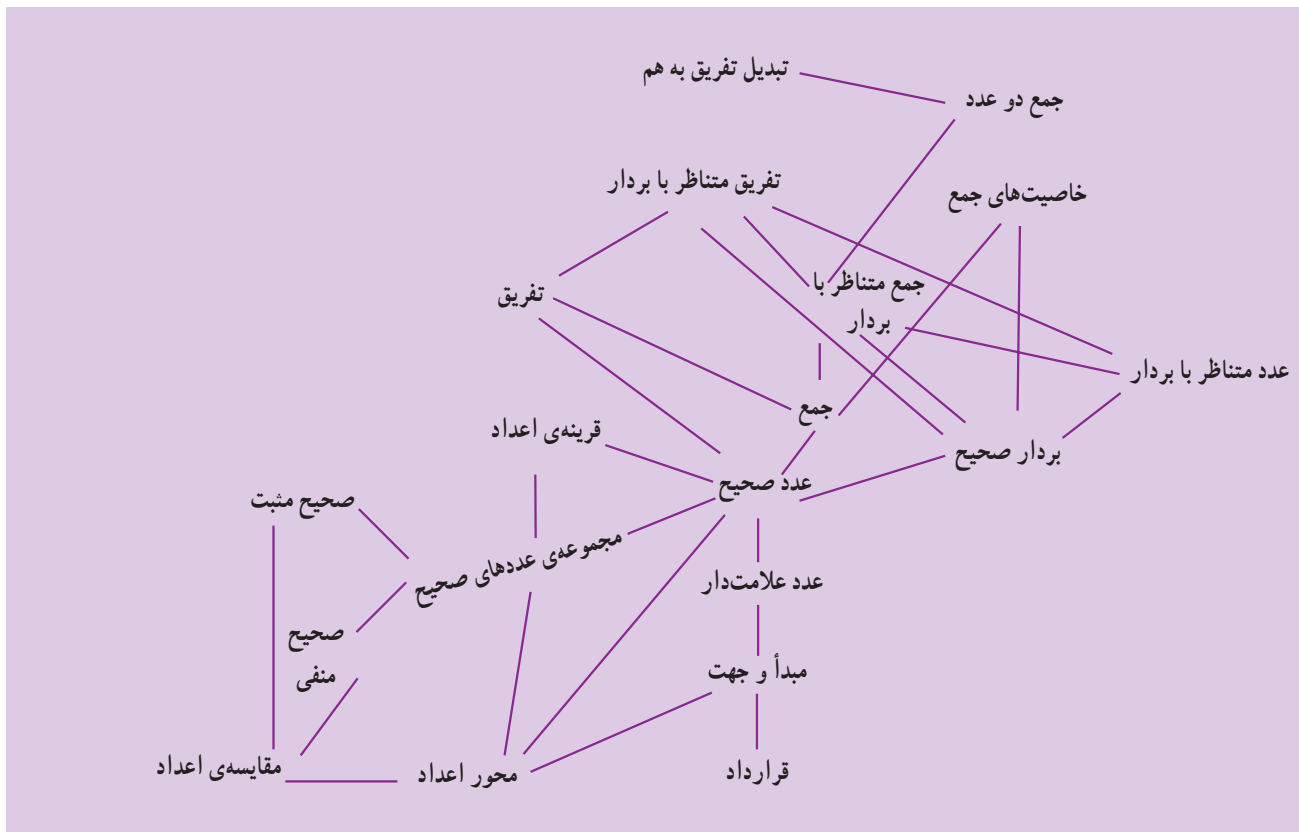 تبدیل تفریق به هم
جمع دو عدد
تفریق متناظر با بردار
خاصیت‌های جمع
جمع متناظر با
بردار
تفریق
عدد متناظر با بردار
جمع
قرینه‌ی اعداد
بردار صحیح
عدد صحیح
صحیح مثبت
مجموعه‌ی عددهای صحیح
عدد علامت‌دار
صحیح
منفی
مبدأ و جهت
مقایسه‌ی اعداد
محور اعداد
قرارداد